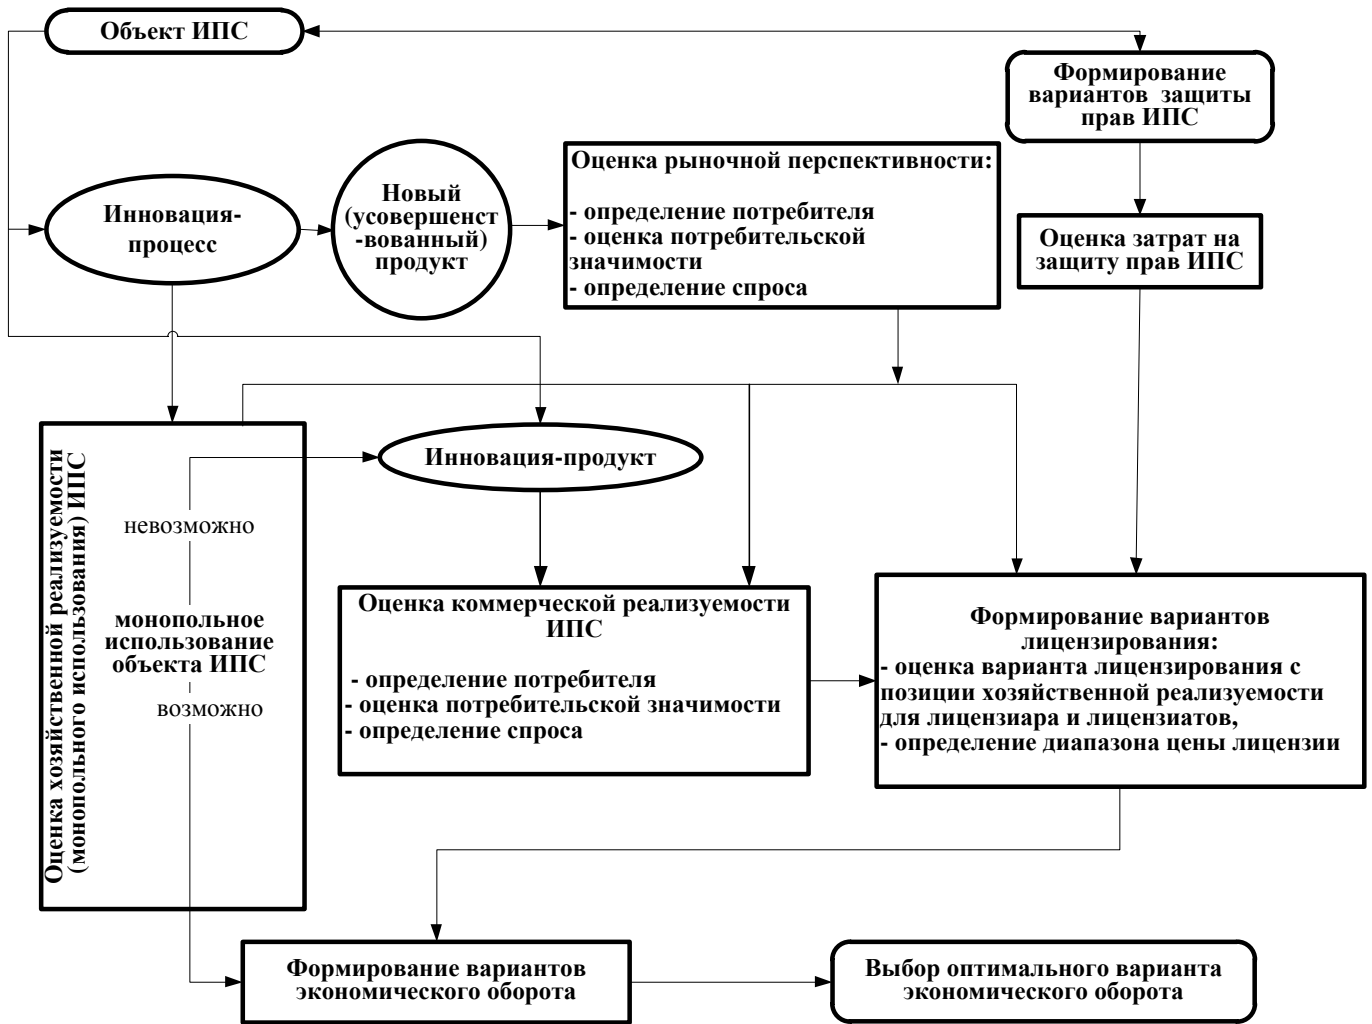 Объект ИПС
Формирование
вариантов защиты
прав ИПС
Оценка рыночной перспективности:
- определение потребителя
- оценка потребительской
значимости
- определение спроса
Новый
(усовершенст
-вованный)
продукт
Инновация-
процесс
Оценка затрат на
защиту прав ИПС
Оценка хозяйственной реализуемости
(монопольного использования) ИПС
невозможно
монопольное
использование
объекта ИПС
возможно
Инновация-продукт
Оценка коммерческой реализуемости
ИПС
- определение потребителя
- оценка потребительской значимости
- определение спроса
Формирование вариантов
лицензирования:
- оценка варианта лицензирования с
позиции хозяйственной реализуемости
для лицензиара и лицензиатов,
- определение диапазона цены лицензии
Формирование вариантов
экономического оборота
Выбор оптимального варианта
экономического оборота